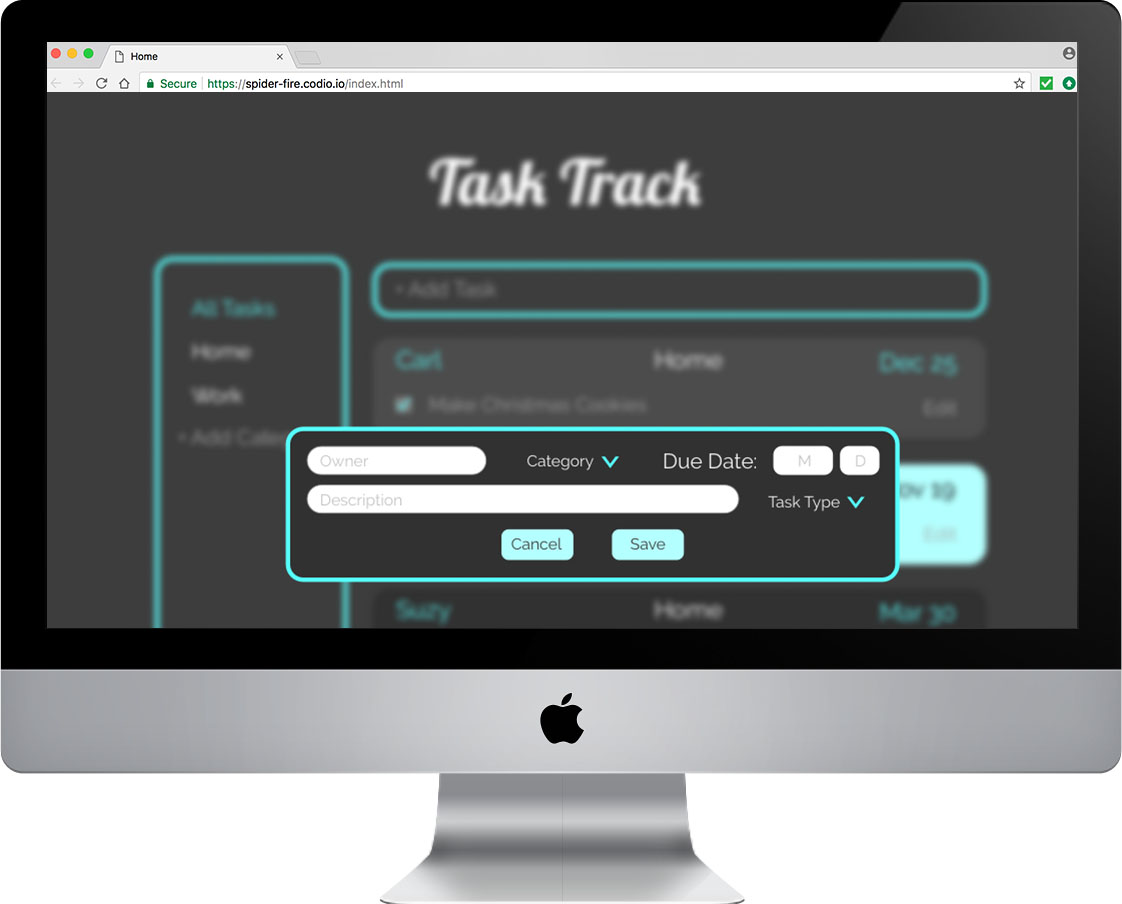 Home
Secure https://spider-fire.codio.io/index.html
Task Track
+ Add Task
All Tasks
Home
Work
+ Add Cate
Carl Home Dec 25
Make Christmas Cookies Edit
Owner Category Due Date: M D
Description Task Type
Cancel Save
ov 19
Edit
Suzy Home Mar 30